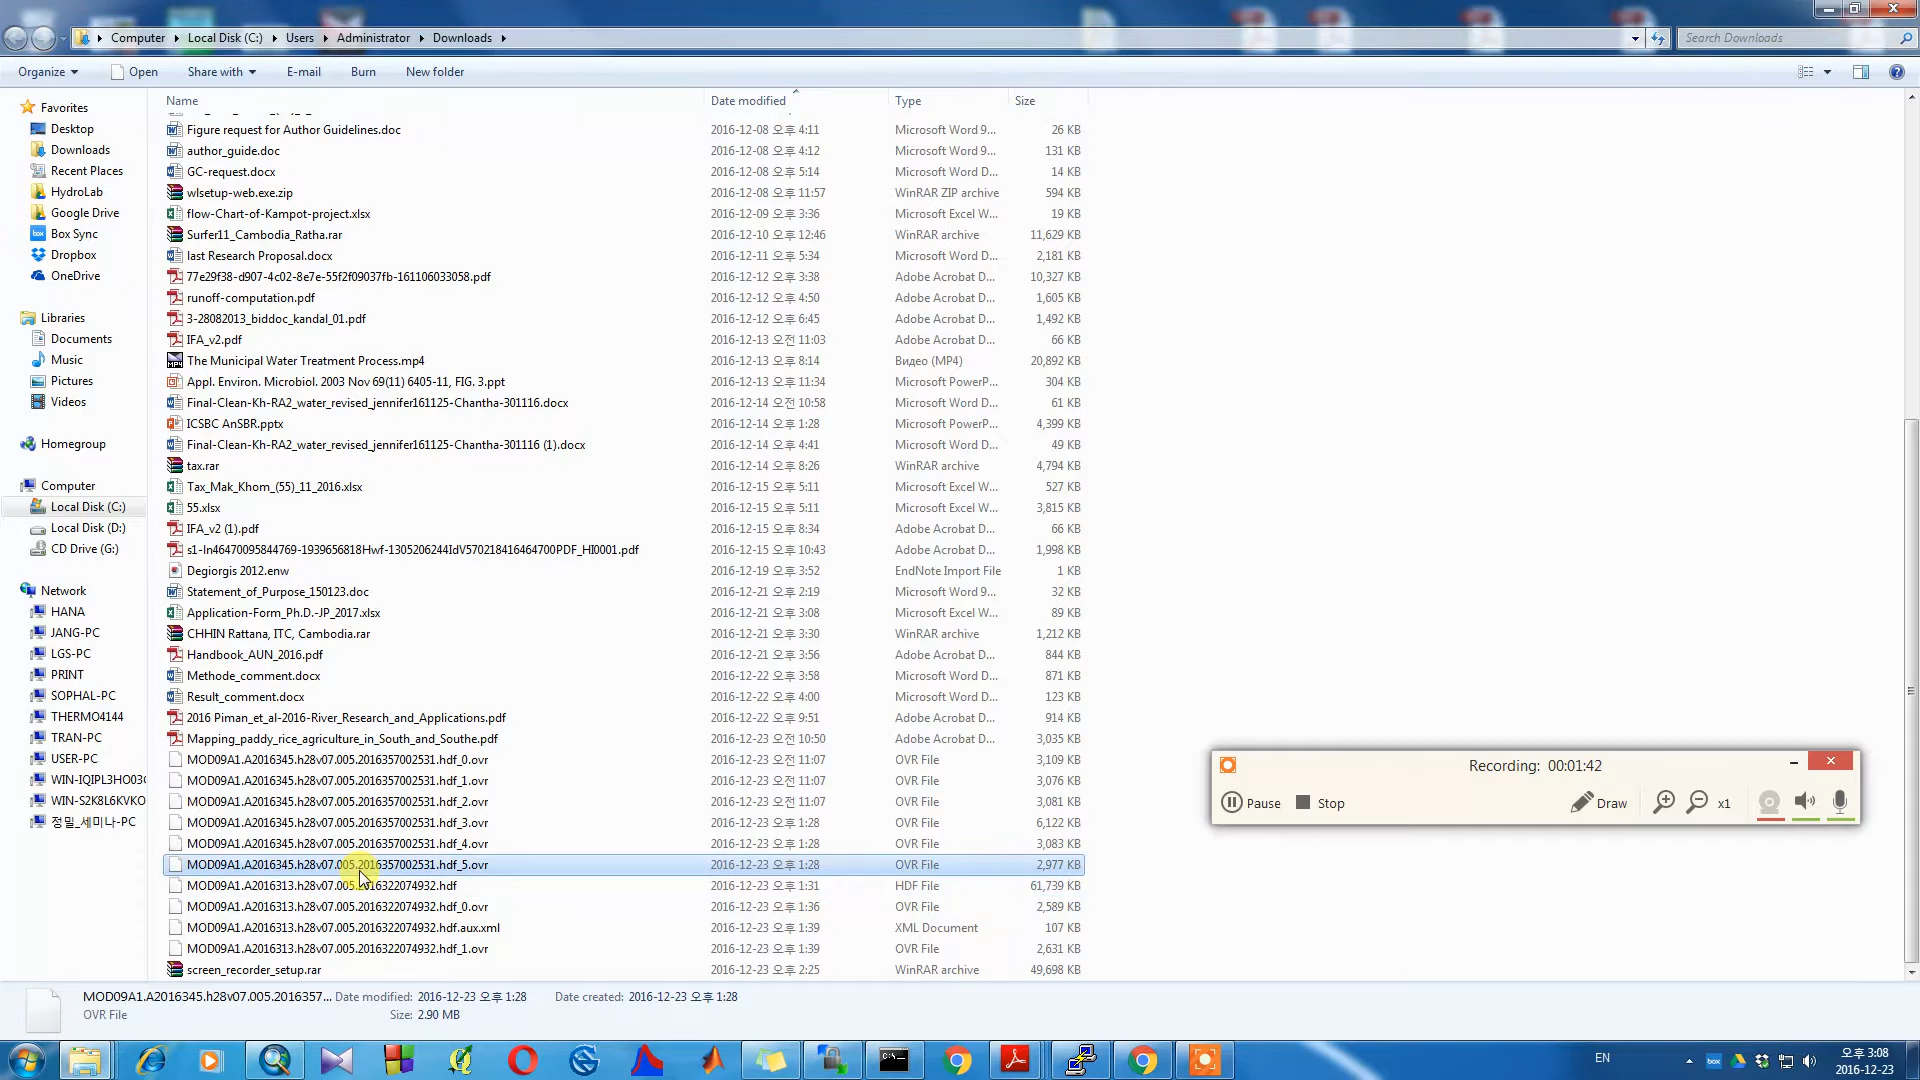 Computer Local Disk (C:) Users Administrator Downloads Search Downloads
Organize Open Share with E-mail Burn New folder
Name Date modified Type Size
Favorites
Desktop
Downloads
Recent Places
HydroLab
Google Drive
Box Sync
Dropbox
OneDrive
Libraries
Documents
Music
Pictures
Videos
Homegroup
Computer
Local Disk (C:)
Local Disk (D:)
CD Drive (G:)
Network
HANA
JANG-PC
LGS-PC
PRINT
SOPHAL-PC
THERMO4144
TRAN-PC
USER-PC
WIN-IQIPL3HO03
WIN-S2K8L6KVKO
정밀_세미나-PC
Figure request for Author Guidelines.doc 2016-12-08 오후 4:11 Microsoft Word 9... 26 KB
author_guide.doc 2016-12-08 오후 4:12 Microsoft Word 9... 131 KB
GC-request.docx 2016-12-08 오후 5:14 Microsoft Word D... 14 KB
wlsetup-web.exe.zip 2016-12-08 오후 11:57 WinRAR ZIP archive 594 KB
flow-Chart-of-Kampot-project.xlsx 2016-12-09 오후 3:36 Microsoft Excel W... 19 KB
Surfer11_Cambodia_Ratha.rar 2016-12-10 오후 12:46 WinRAR archive 11,629 KB
last Research Proposal.docx 2016-12-11 오후 5:34 Microsoft Word D... 2,181 KB
77e29f38-d907-4c02-8e7e-55f2f09037fb-161106033058.pdf 2016-12-12 오후 3:38 Adobe Acrobat D... 10,327 KB
runoff-computation.pdf 2016-12-12 오후 4:50 Adobe Acrobat D... 1,605 KB
3-28082013_biddoc_kandal_01.pdf 2016-12-12 오후 6:45 Adobe Acrobat D... 1,492 KB
IFA_v2.pdf 2016-12-13 오전 11:03 Adobe Acrobat D... 66 KB
The Municipal Water Treatment Process.mp4 2016-12-13 오후 8:14 Видео (MP4) 20,892 KB
Appl. Environ. Microbiol. 2003 Nov 69(11) 6405-11, FIG. 3.ppt 2016-12-13 오후 11:34 Microsoft PowerP... 304 KB
Final-Clean-Kh-RA2_water_revised_jennifer161125-Chantha-301116.docx 2016-12-14 오전 10:58 Microsoft Word D... 61 KB
ICSBC AnSBR.pptx 2016-12-14 오후 1:28 Microsoft PowerP... 4,399 KB
Final-Clean-Kh-RA2_water_revised_jennifer161125-Chantha-301116 (1).docx 2016-12-14 오후 4:41 Microsoft Word D... 49 KB
tax.rar 2016-12-14 오후 8:26 WinRAR archive 4,794 KB
Tax_Mak_Khom_(55)_11_2016.xlsx 2016-12-15 오후 5:11 Microsoft Excel W... 527 KB
55.xlsx 2016-12-15 오후 5:11 Microsoft Excel W... 3,815 KB
IFA_v2 (1).pdf 2016-12-15 오후 8:34 Adobe Acrobat D... 66 KB
s1-ln46470095844769-1939656818Hwf-1305206244IdV570218416464700PDF_HI0001.pdf 2016-12-15 오후 10:43 Adobe Acrobat D... 1,998 KB
Degiorgis 2012.enw 2016-12-19 오후 3:52 EndNote Import File 1 KB
Statement_of_Purpose_150123.doc 2016-12-21 오후 2:19 Microsoft Word 9... 32 KB
Application-Form_Ph.D.-JP_2017.xlsx 2016-12-21 오후 3:08 Microsoft Excel W... 89 KB
CHHIN Rattana, ITC, Cambodia.rar 2016-12-21 오후 3:30 WinRAR archive 1,212 KB
Handbook_AUN_2016.pdf 2016-12-21 오후 3:56 Adobe Acrobat D... 844 KB
Methode_comment.docx 2016-12-22 오후 3:58 Microsoft Word D... 871 KB
Result_comment.docx 2016-12-22 오후 4:00 Microsoft Word D... 123 KB
2016 Piman_et_al-2016-River_Research_and_Applications.pdf 2016-12-22 오후 9:51 Adobe Acrobat D... 914 KB
Mapping_paddy_rice_agriculture_in_South_and_Southe.pdf 2016-12-23 오전 10:50 Adobe Acrobat D... 3,035 KB
MOD09A1.A2016345.h28v07.005.2016357002531.hdf_0.ovr 2016-12-23 오전 11:07 OVR File 3,109 KB
MOD09A1.A2016345.h28v07.005.2016357002531.hdf_1.ovr 2016-12-23 오전 11:07 OVR File 3,076 KB
MOD09A1.A2016345.h28v07.005.2016357002531.hdf_2.ovr 2016-12-23 오전 11:07 OVR File 3,081 KB
MOD09A1.A2016345.h28v07.005.2016357002531.hdf_3.ovr 2016-12-23 오후 1:28 OVR File 6,122 KB
MOD09A1.A2016345.h28v07.005.2016357002531.hdf_4.ovr 2016-12-23 오후 1:28 OVR File 3,083 KB
MOD09A1.A2016345.h28v07.005.2016357002531.hdf_5.ovr 2016-12-23 오후 1:28 OVR File 2,977 KB
MOD09A1.A2016313.h28v07.005.2016322074932.hdf 2016-12-23 오후 1:31 HDF File 61,739 KB
MOD09A1.A2016313.h28v07.005.2016322074932.hdf_0.ovr 2016-12-23 오후 1:36 OVR File 2,589 KB
MOD09A1.A2016313.h28v07.005.2016322074932.hdf.aux.xml 2016-12-23 오후 1:39 XML Document 107 KB
MOD09A1.A2016313.h28v07.005.2016322074932.hdf_1.ovr 2016-12-23 오후 1:39 OVR File 2,631 KB
screen_recorder_setup.rar 2016-12-23 오후 2:25 WinRAR archive 49,698 KB
Recording: 00:01:42
Pause Stop Draw x1
MOD09A1.A2016345.h28v07.005.2016357... Date modified: 2016-12-23 오후 1:28 Date created: 2016-12-23 오후 1:28
OVR File Size: 2.90 MB
EN
오후 3:08
2016-12-23